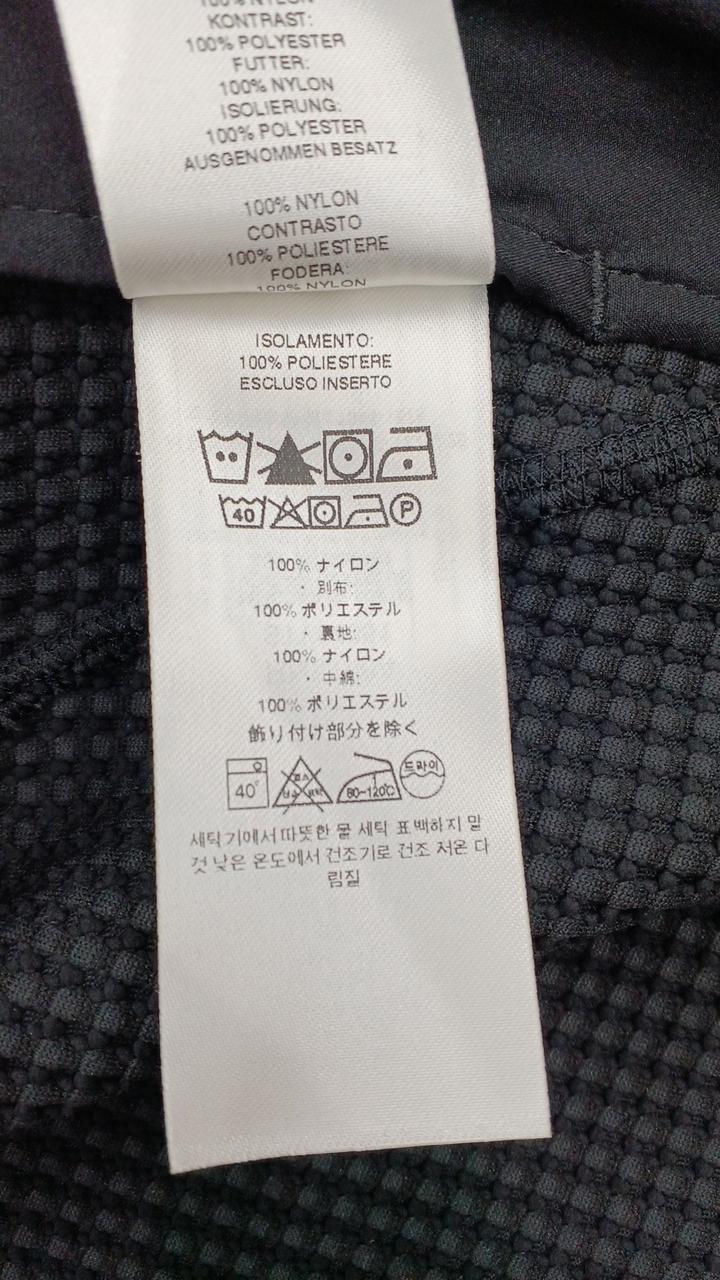 100% NYLON
KONTRAST:
100% POLYESTER
FUTTER:
100% NYLON
ISOLIERUNG:
100% POLYESTER
AUSGENOMMEN BESATZ
100% NYLON
CONTRASTO
100% POLIESTERE
FODERA:
100% NYLON
ISOLAMENTO:
100% POLIESTERE
ESCLUSO INSERTO
40 P
100% ナイロン
・ 別布:
100% ポリエステル
・ 裏地:
100% ナイロン
・ 中綿:
100% ポリエステル
飾り付け部分を除く
40° 80~120℃ 드라이
세탁기에서 따뜻한 물 세탁 표백하지 말
것 낮은 온도에서 건조기로 건조 저온 다
림질